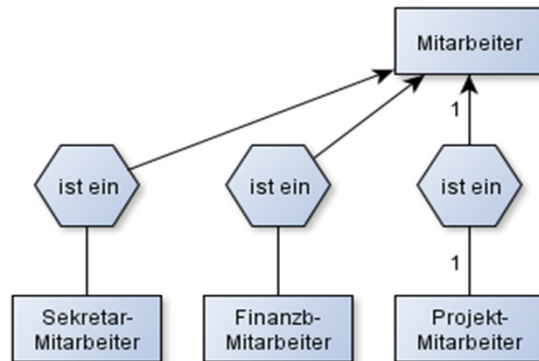 Mitarbeiter
1
ist ein
ist ein
ist ein
1
Sekretar-
Mitarbeiter
Finanzb-
Mitarbeiter
Projekt-
Mitarbeiter